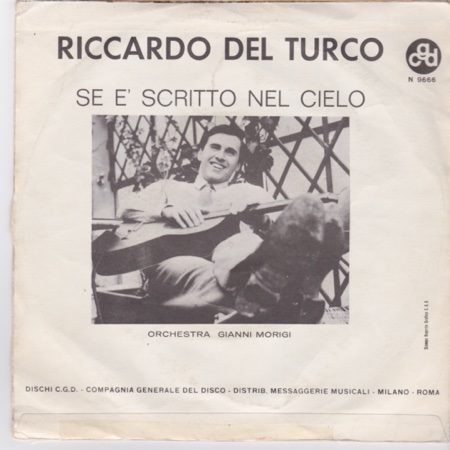 RICCARDO DEL TURCO
cgd
N 9666
SE E' SCRITTO NEL CIELO
ORCHESTRA GIANNI MORIGI
DISCHI C.G.D. - COMPAGNIA GENERALE DEL DISCO - DISTRIB. MESSAGGERIE MUSICALI - MILANO - ROMA